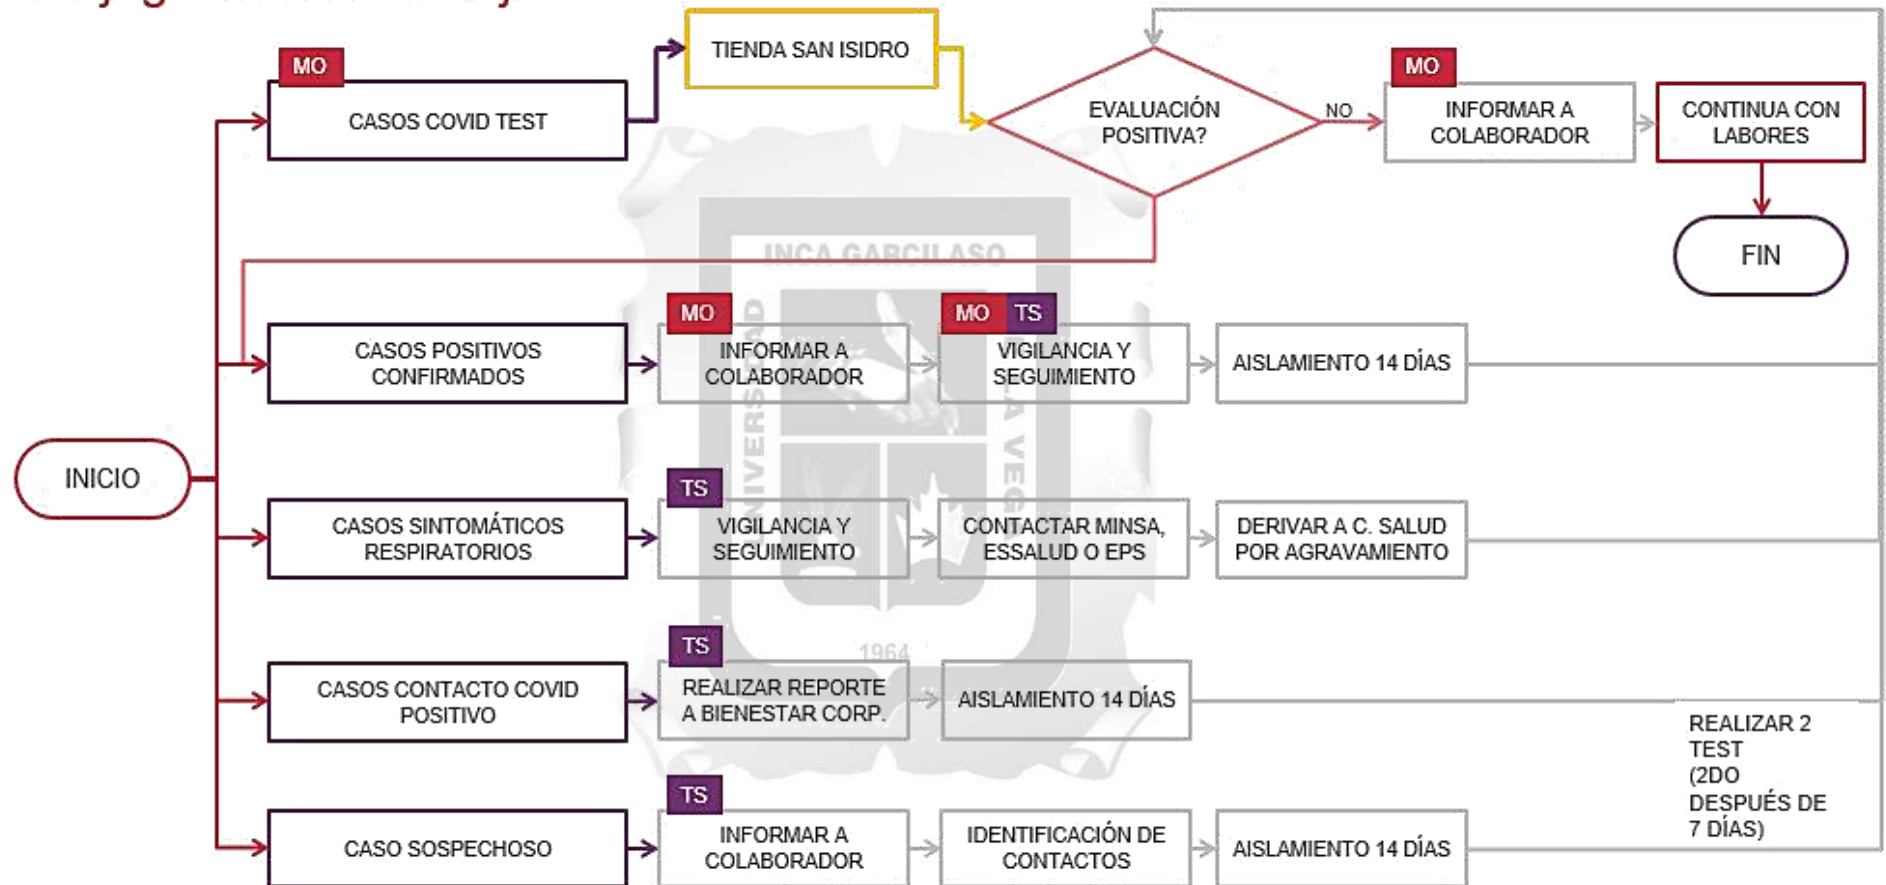 MO
CASOS COVID TEST
TIENDA SAN ISIDRO
EVALUACIÓN
POSITIVA?
NO
MO
INFORMAR A
COLABORADOR
CONTINUA CON
LABORES
FIN
INCA GARCILASO
UNIVERSIDAD
LA VEGA
1964
CASOS POSITIVOS
CONFIRMADOS
MO
INFORMAR A
COLABORADOR
MO TS
VIGILANCIA Y
SEGUIMIENTO
AISLAMIENTO 14 DÍAS
INICIO
CASOS SINTOMÁTICOS
RESPIRATORIOS
TS
VIGILANCIA Y
SEGUIMIENTO
CONTACTAR MINSA,
ESSALUD O EPS
DERIVAR A C. SALUD
POR AGRAVAMIENTO
CASOS CONTACTO COVID
POSITIVO
TS
REALIZAR REPORTE
A BIENESTAR CORP.
AISLAMIENTO 14 DÍAS
REALIZAR 2
TEST
(2DO
DESPUÉS DE
7 DÍAS)
CASO SOSPECHOSO
TS
INFORMAR A
COLABORADOR
IDENTIFICACIÓN DE
CONTACTOS
AISLAMIENTO 14 DÍAS